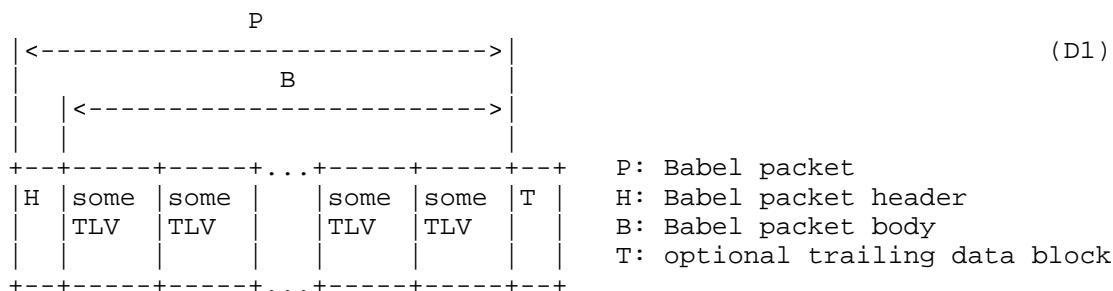 P
|<---------------------------->|                              (D1)
|                              |
|                B             |
|  |<------------------------->|
|  |                           |
+--+-----+-----+...+-----+-----+--+   P: Babel packet
|H |some |some |   |some |some |T |   H: Babel packet header
|  |TLV  |TLV  |   |TLV  |TLV  |  |   B: Babel packet body
|  |     |     |   |     |     |  |   T: optional trailing data block
+--+-----+-----+...+-----+-----+--+